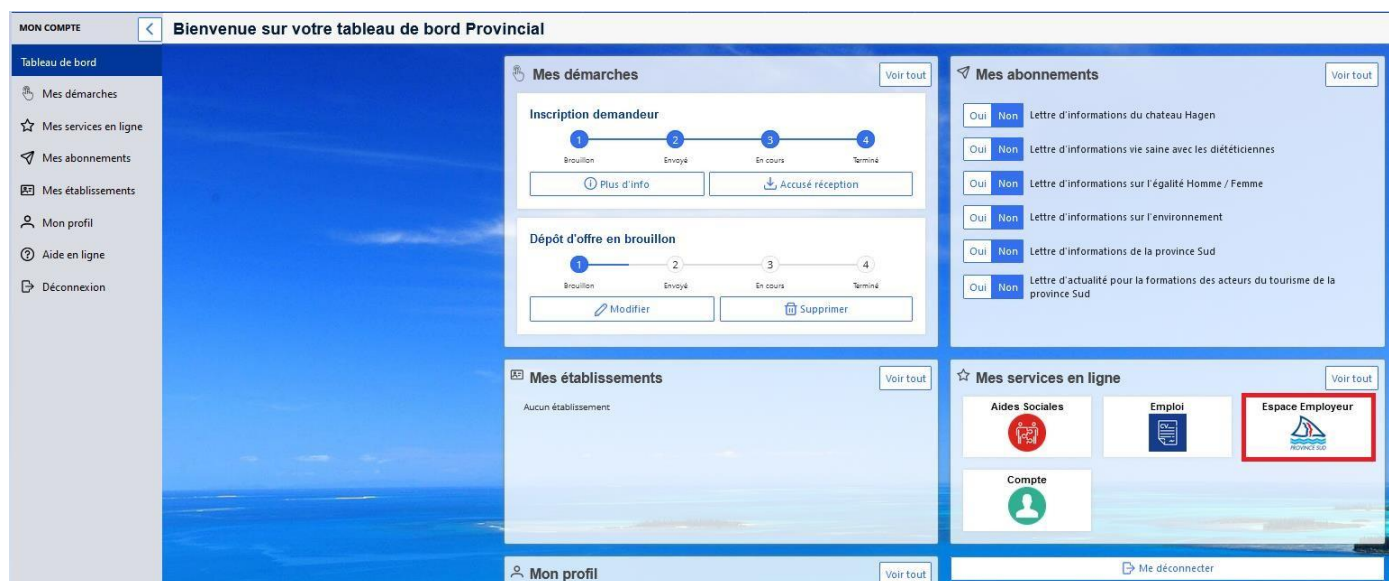 MON COMPTE
Bienvenue sur votre tableau de bord Provincial
Tableau de bord
Mes démarches
Mes services en ligne
Mes abonnements
Mes établissements
Mon profil
Aide en ligne
Déconnexion
Mes démarches
Voir tout
Inscription demandeur
1 2 3 4
Brouillon Envoyé En cours Terminé
Plus d'info
Accusé réception
Dépôt d'offre en brouillon
1 2 3 4
Brouillon Envoyé En cours Terminé
Modifier
Supprimer
Mes abonnements
Voir tout
Oui Non Lettre d'informations du chateau Hagen
Oui Non Lettre d'informations vie saine avec les diététiciennes
Oui Non Lettre d'informations sur l'égalité Homme / Femme
Oui Non Lettre d'informations sur l'environnement
Oui Non Lettre d'informations de la province Sud
Oui Non Lettre d'actualité pour la formations des acteurs du tourisme de la
province Sud
Mes établissements
Voir tout
Aucun établissement
Mes services en ligne
Voir tout
Aides Sociales
Emploi
CV
Espace Employeur
PROVINCE SUD
Compte
Mon profil
Voir tout
Me déconnecter